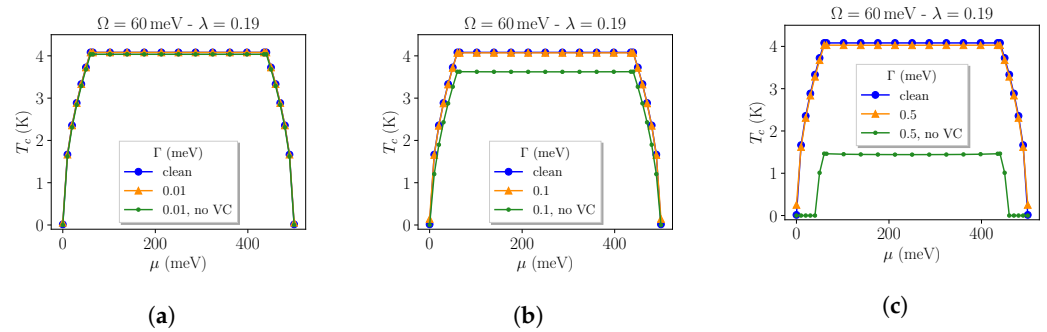 Ω = 60 meV - λ = 0.19
4
3
2
1
0
T_c (K)
Γ (meV)
clean
0.01
0.01, no VC
0 200 400
μ (meV)
(a)
Ω = 60 meV - λ = 0.19
4
3
2
1
0
T_c (K)
Γ (meV)
clean
0.1
0.1, no VC
0 200 400
μ (meV)
(b)
Ω = 60 meV - λ = 0.19
4
3
2
1
0
T_c (K)
Γ (meV)
clean
0.5
0.5, no VC
0 200 400
μ (meV)
(c)